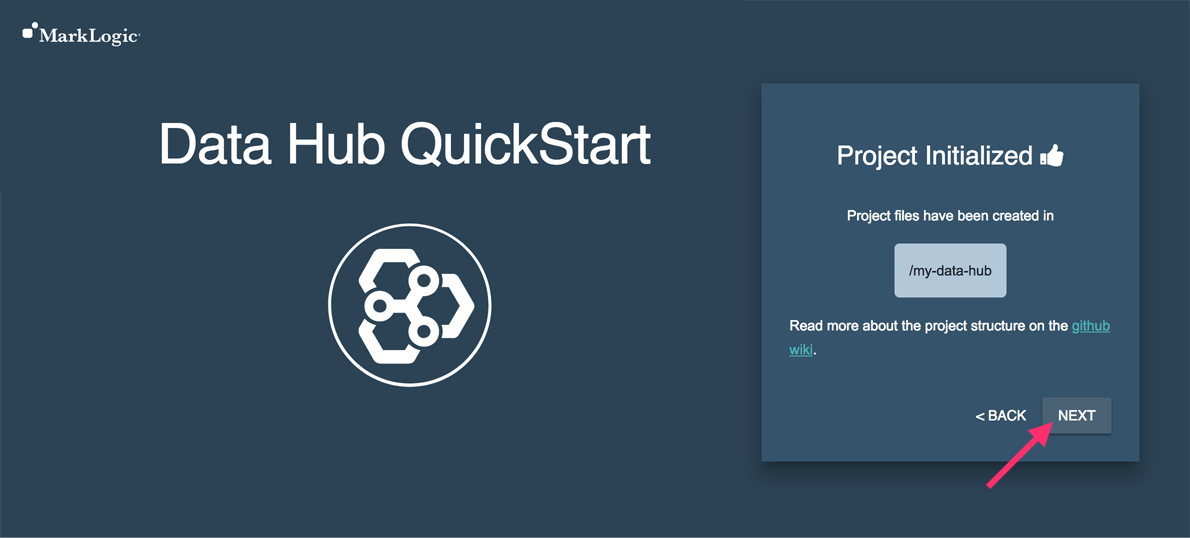 MarkLogic
Data Hub QuickStart
Project Initialized
Project files have been created in
/my-data-hub
Read more about the project structure on the github
wiki.
< BACK NEXT